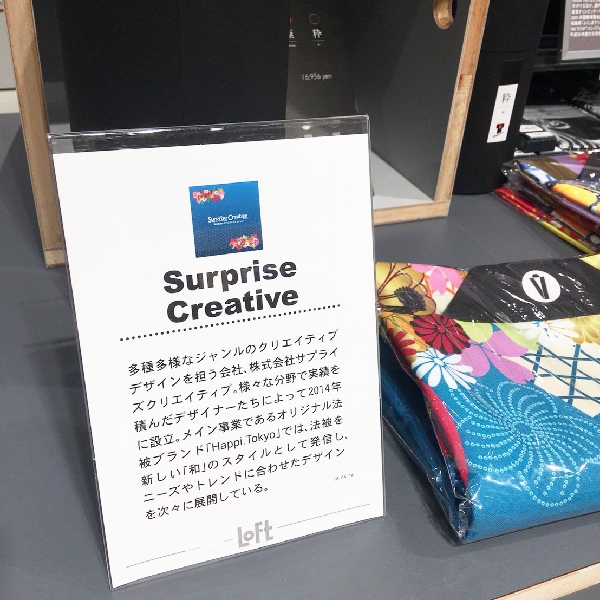 粋
16,956 yen
粋
Surprise Creative
Surprise
Creative
多種多様なジャンルのクリエイティブ
デザインを担う会社、株式会社サプライ
ズクリエイティブ。様々な分野で実績を
積んだデザイナーたちによって2014年
に設立。メイン事業であるオリジナル法
被ブランド「Happi.Tokyo」では、法被を
新しい「和」のスタイルとして発信し、
ニーズやトレンドに合わせたデザイン
を次々に展開している。
LOFT